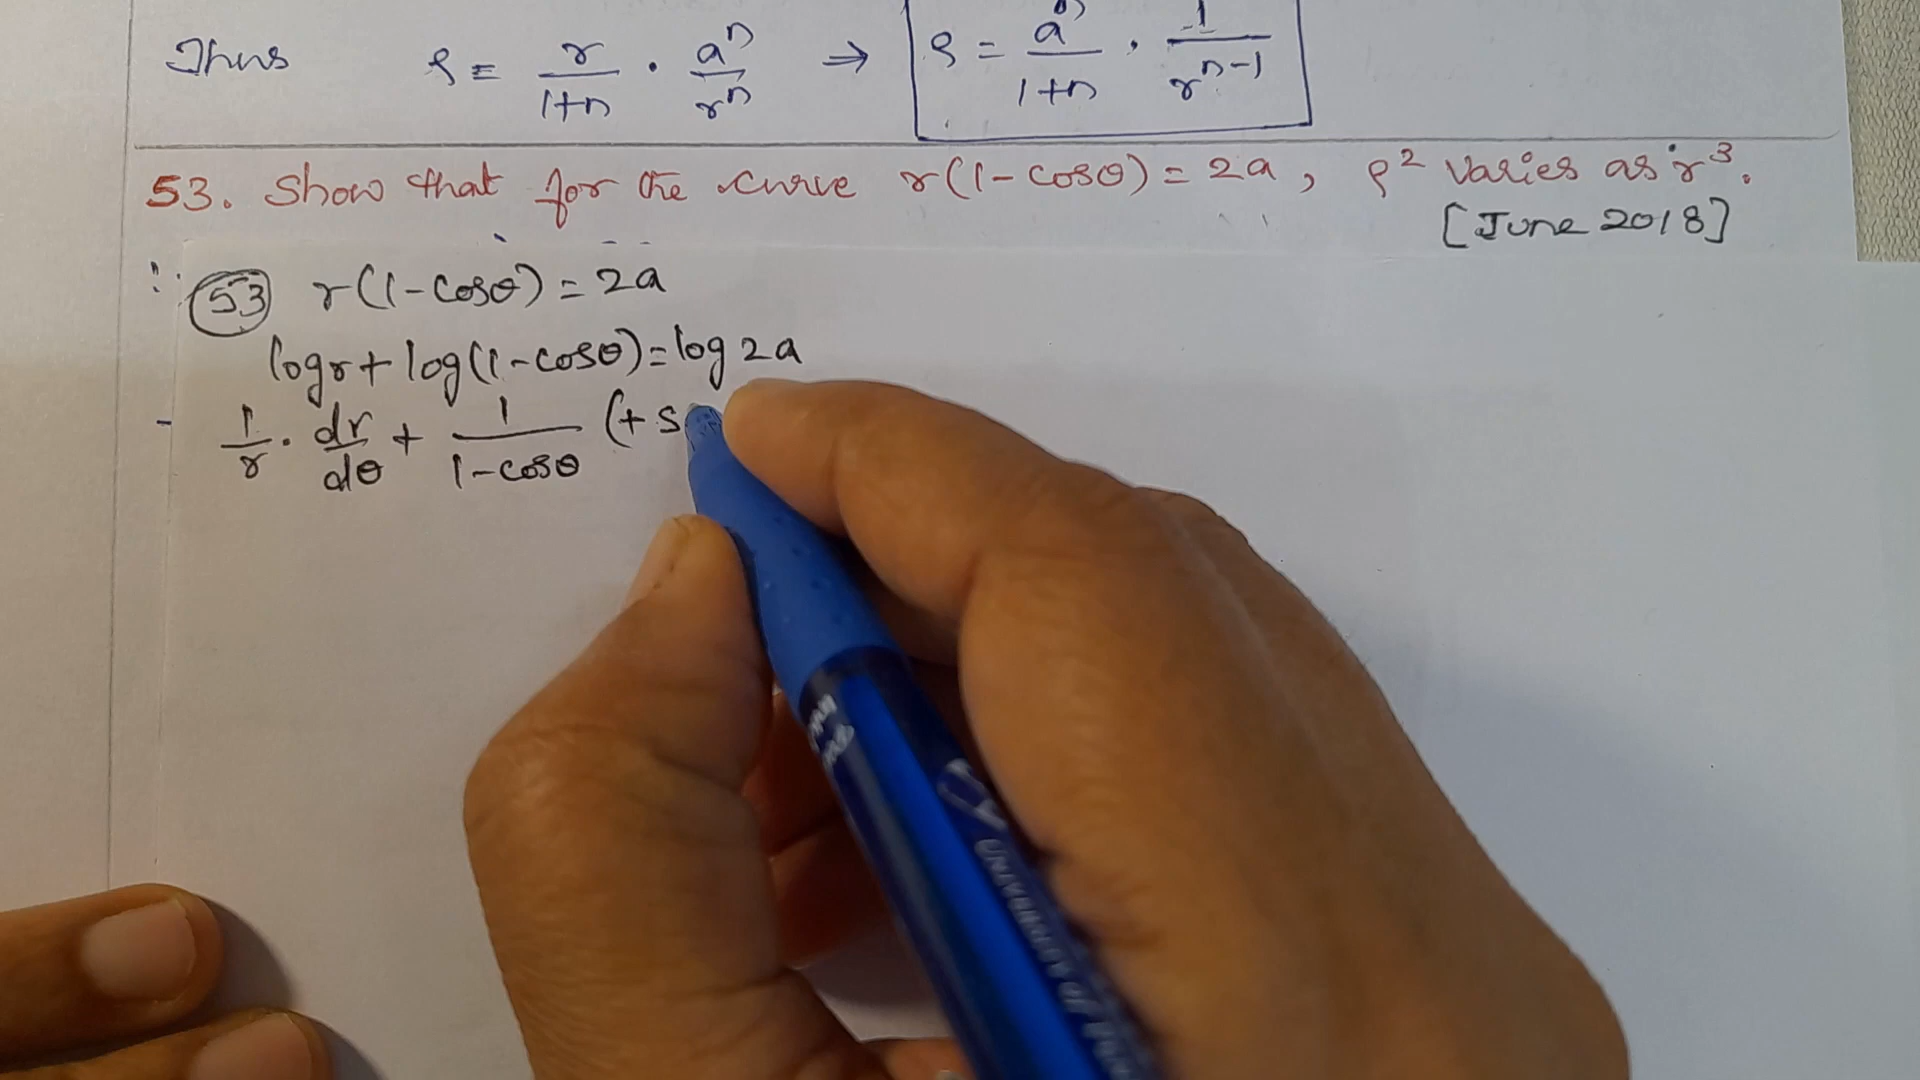 Thus ρ = r/(1+n) · aⁿ/rⁿ ⇒ ρ = aⁿ/(1+n) · 1/rⁿ⁻¹
53. Show that for the curve r(1-cosθ) = 2a, ρ² varies as r³.
[June 2018]
53 r(1-cosθ) = 2a
logr + log(1-cosθ) = log 2a
1/r · dr/dθ + 1/(1-cosθ) (+ s